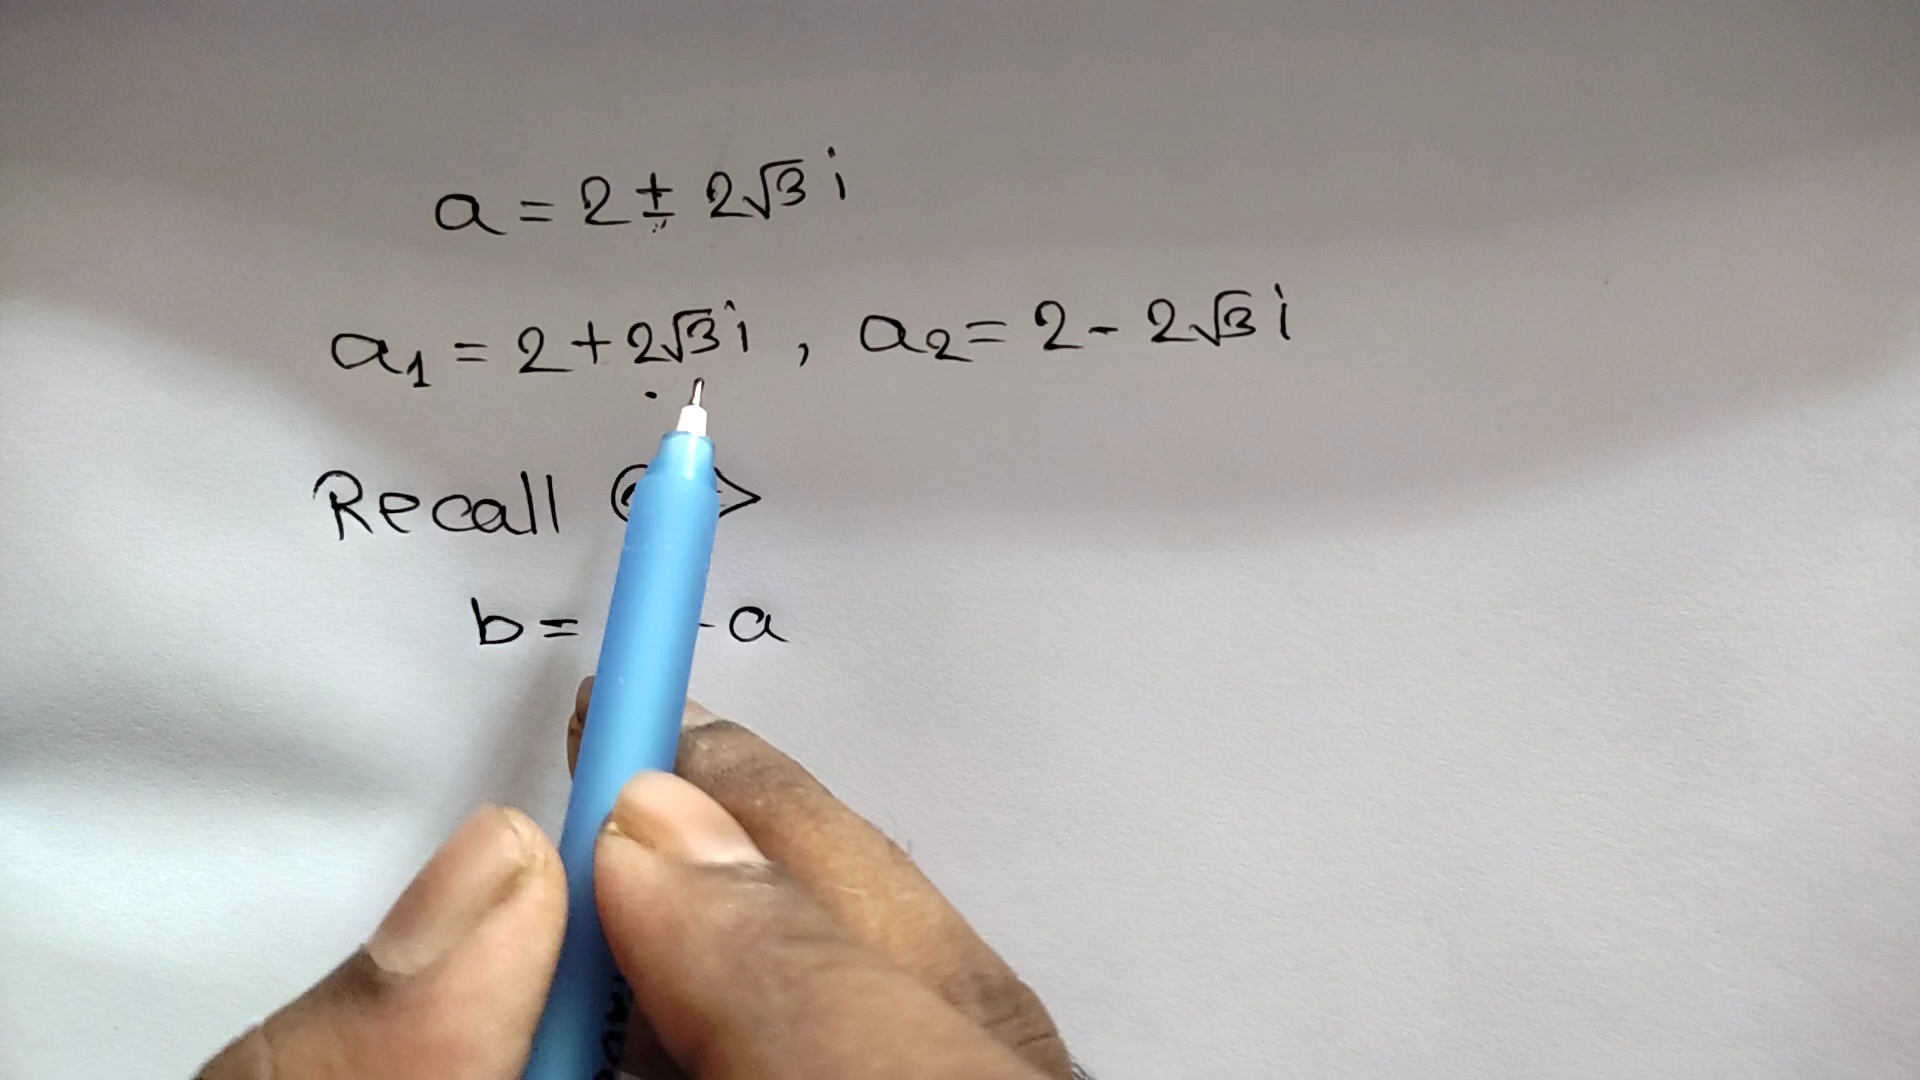 a = 2 ± 2√3 i
a₁ = 2 + 2√3 i , a₂ = 2 - 2√3 i
Recall >
b = - a